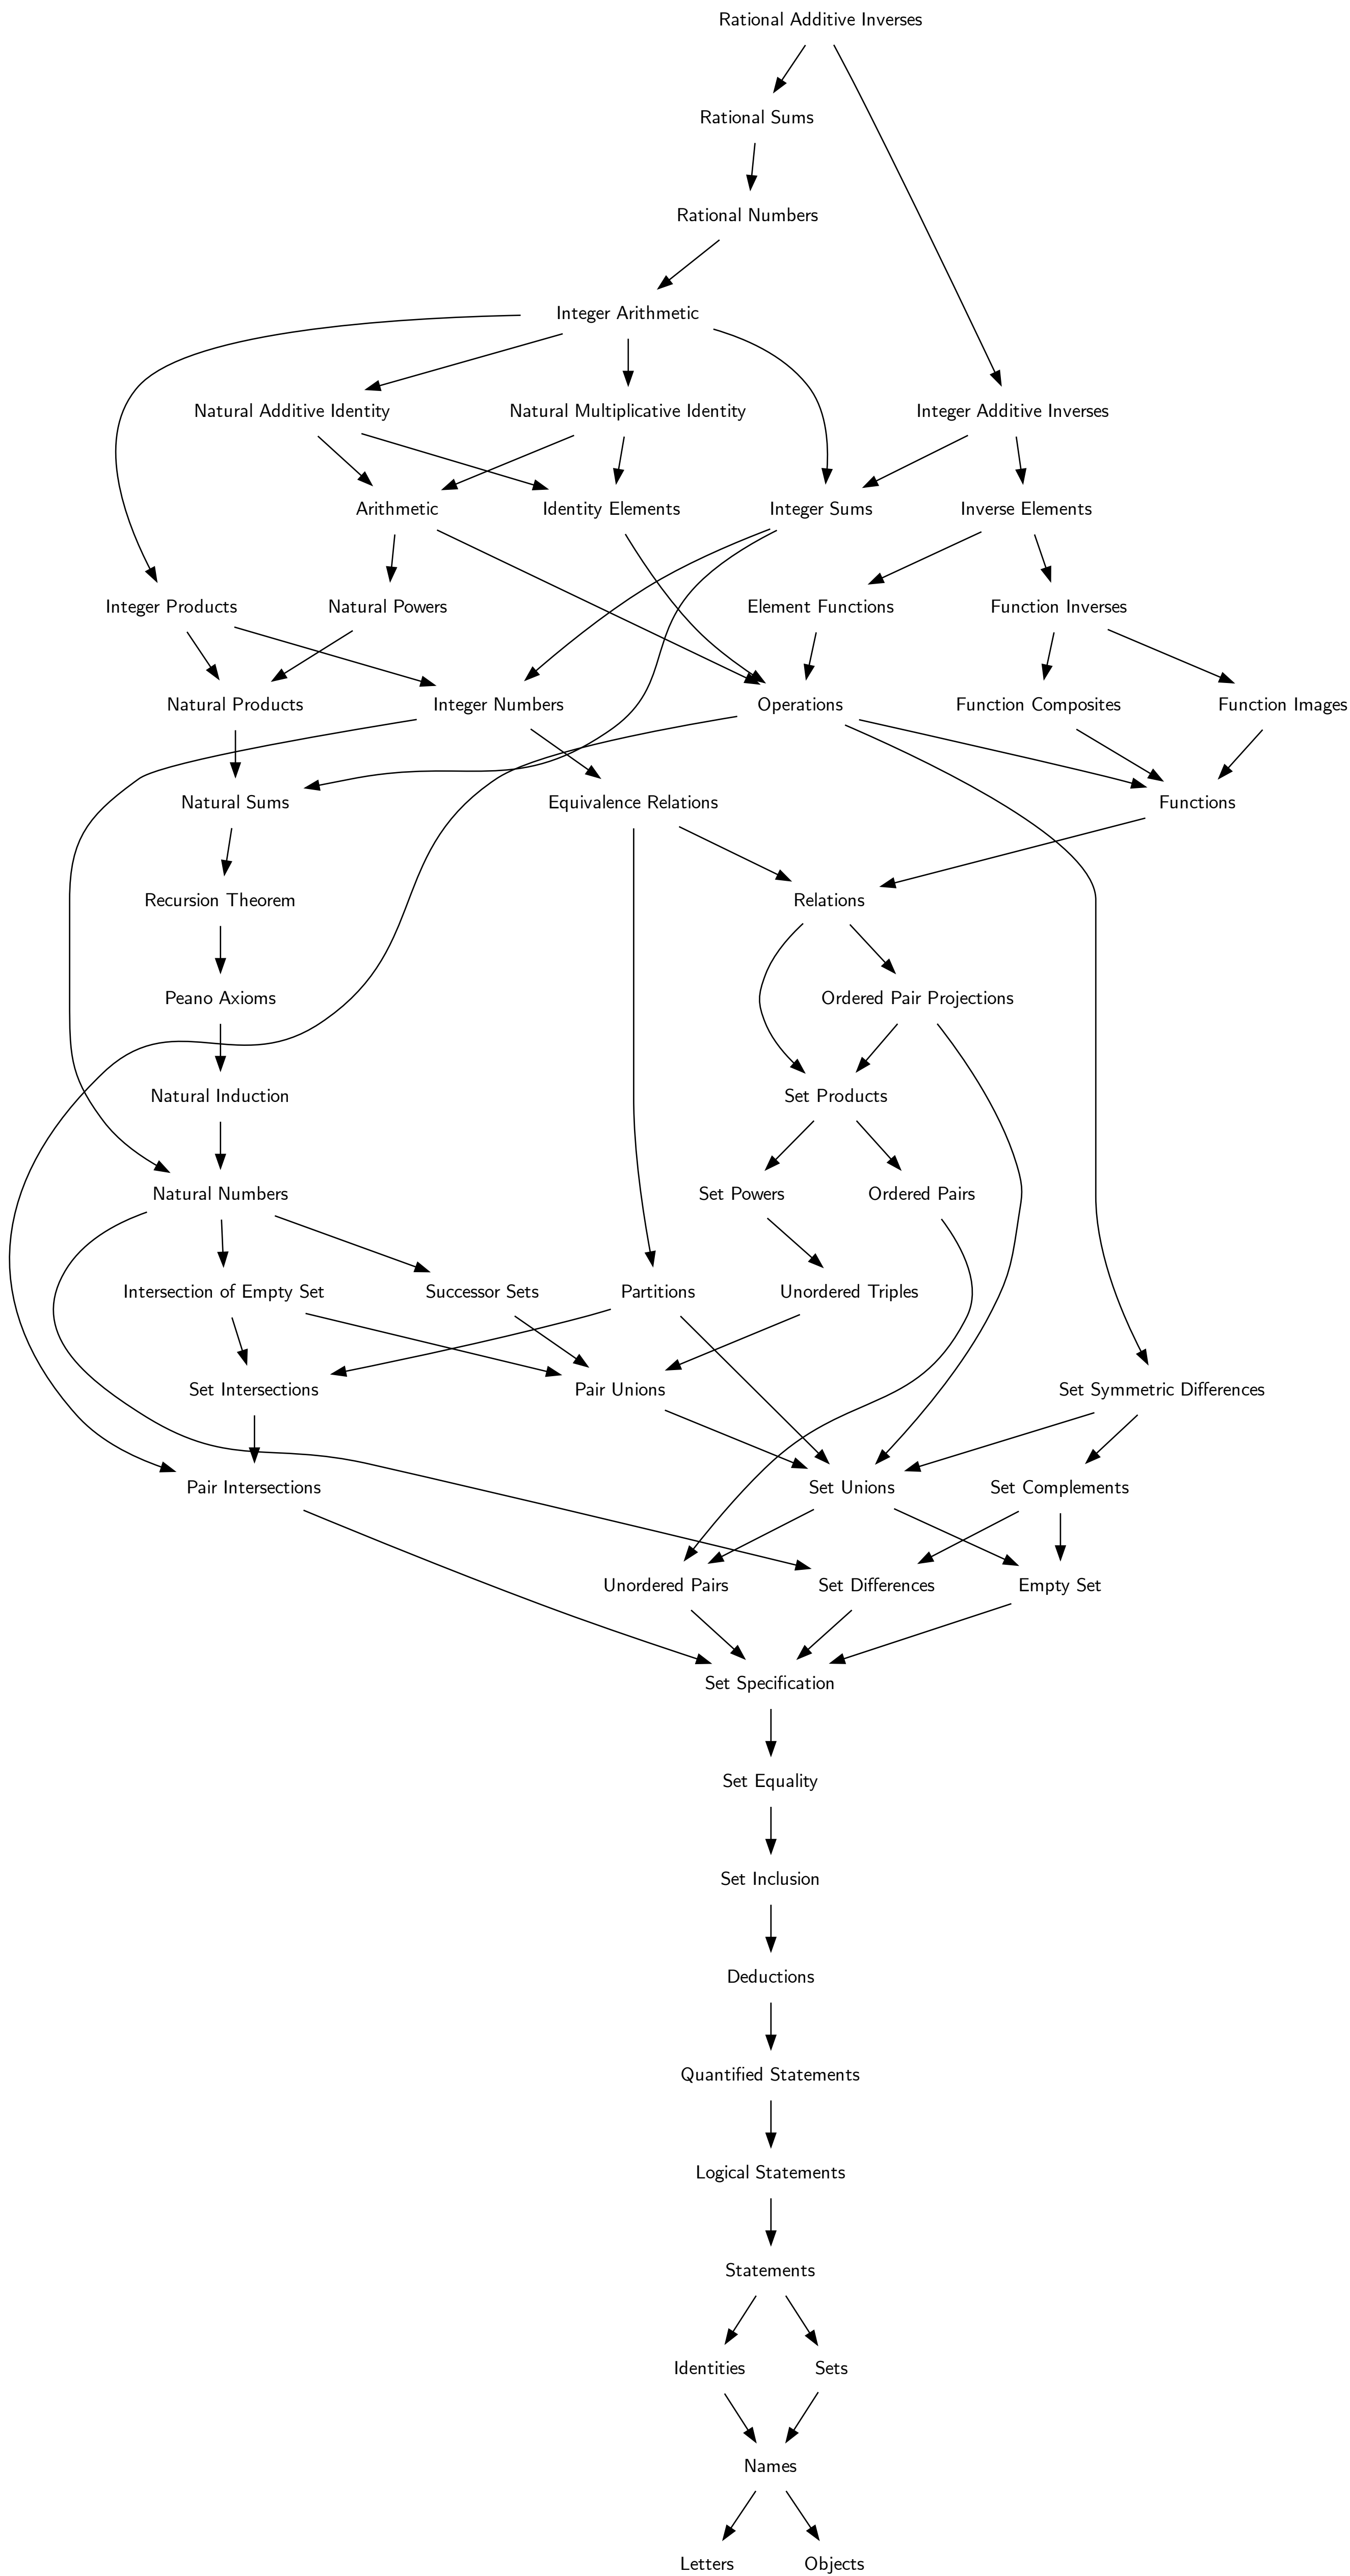 Rational Additive Inverses
Rational Sums
Rational Numbers
Integer Arithmetic
Natural Additive Identity
Natural Multiplicative Identity
Integer Additive Inverses
Arithmetic
Identity Elements
Integer Sums
Inverse Elements
Integer Products
Natural Powers
Element Functions
Function Inverses
Natural Products
Integer Numbers
Operations
Function Composites
Function Images
Natural Sums
Equivalence Relations
Functions
Recursion Theorem
Relations
Peano Axioms
Ordered Pair Projections
Natural Induction
Set Products
Natural Numbers
Set Powers
Ordered Pairs
Intersection of Empty Set
Successor Sets
Partitions
Unordered Triples
Set Intersections
Pair Unions
Set Symmetric Differences
Pair Intersections
Set Unions
Set Complements
Unordered Pairs
Set Differences
Empty Set
Set Specification
Set Equality
Set Inclusion
Deductions
Quantified Statements
Logical Statements
Statements
Identities
Sets
Names
Letters
Objects